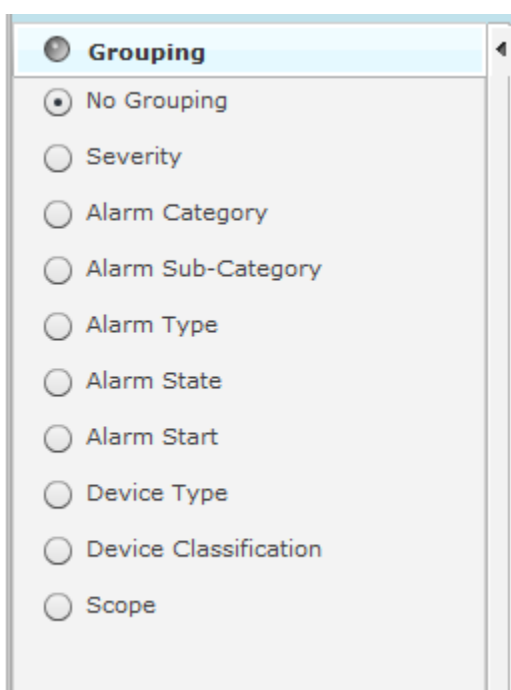 Grouping
No Grouping
Severity
Alarm Category
Alarm Sub-Category
Alarm Type
Alarm State
Alarm Start
Device Type
Device Classification
Scope